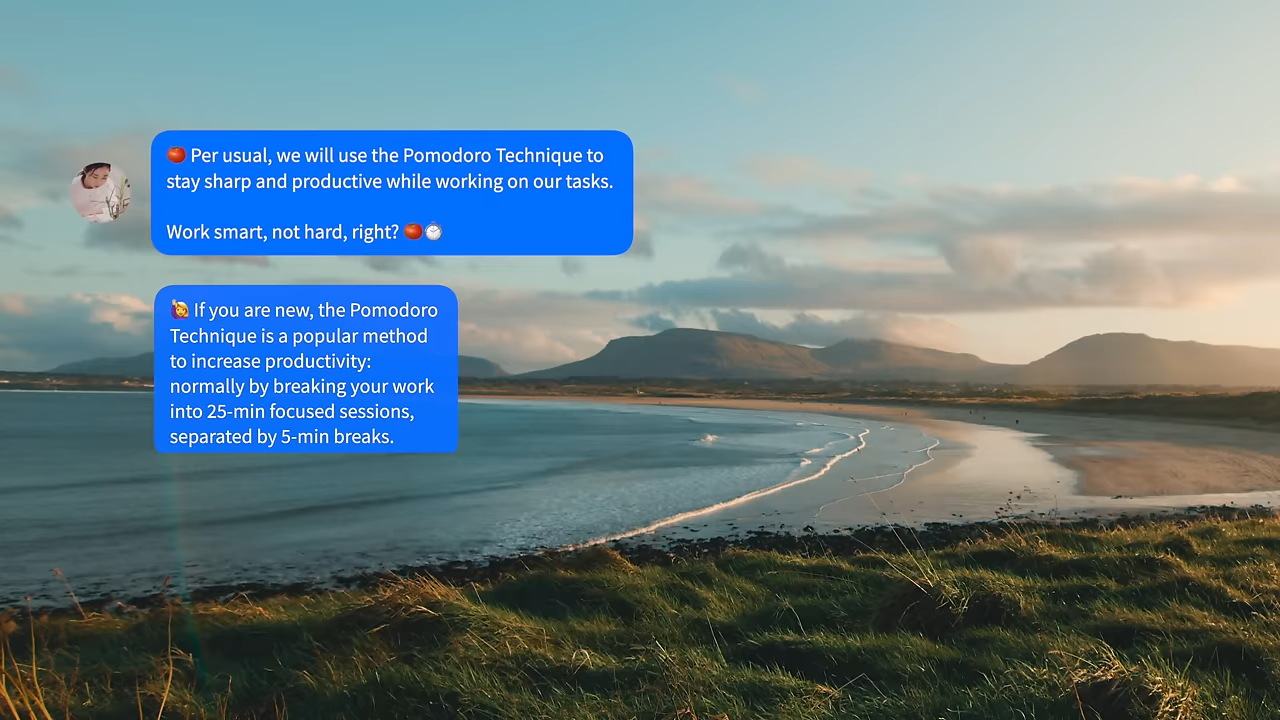 🍅 Per usual, we will use the Pomodoro Technique to
stay sharp and productive while working on our tasks.
Work smart, not hard, right? 🍅⏱️
🙋‍♀️ If you are new, the Pomodoro
Technique is a popular method
to increase productivity:
normally by breaking your work
into 25-min focused sessions,
separated by 5-min breaks.